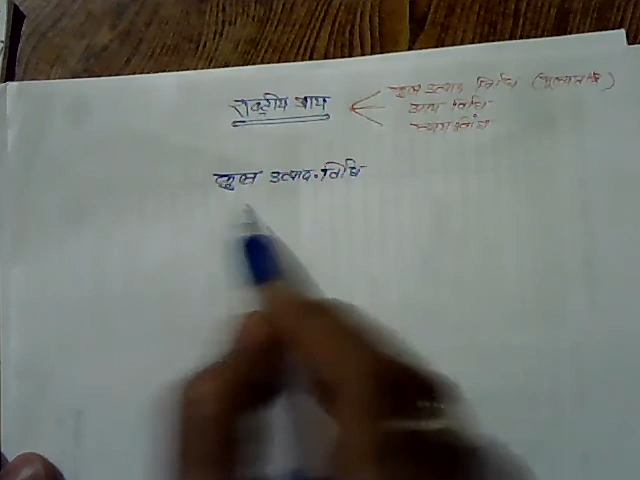 राष्ट्रीय आय
कुल उत्पाद विधि
आय विधि
व्यय विधि
कुल उत्पाद विधि